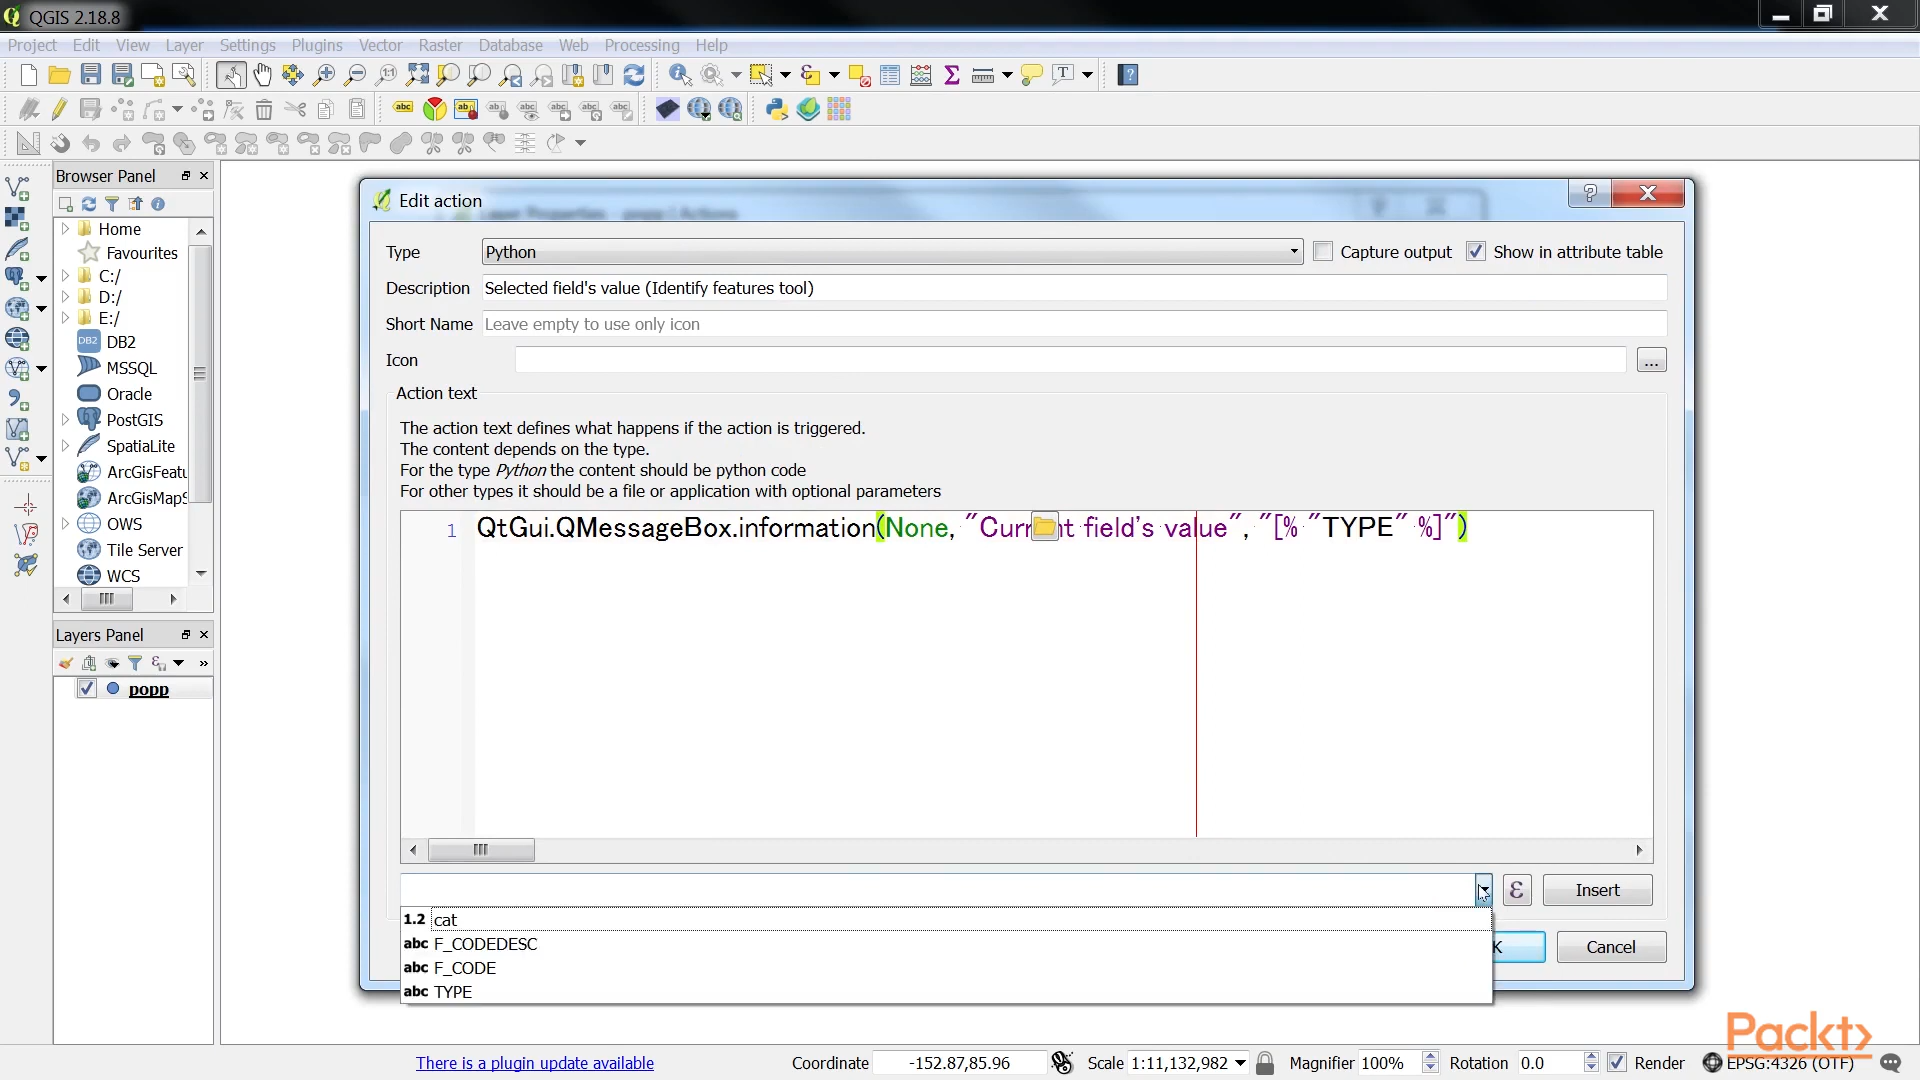 QGIS 2.18.8
Project Edit View Layer Settings Plugins Vector Raster Database Web Processing Help
Browser Panel
Home
Favourites
C:/
D:/
E:/
DB2
MSSQL
Oracle
PostGIS
SpatiaLite
ArcGisFeatu
ArcGisMapS
OWS
Tile Server
WCS
Layers Panel
popp
Edit action
Type Python Capture output Show in attribute table
Description Selected field's value (Identify features tool)
Short Name Leave empty to use only icon
Icon ...
Action text
The action text defines what happens if the action is triggered.
The content depends on the type.
For the type Python the content should be python code
For other types it should be a file or application with optional parameters
1 QtGui.QMessageBox.information(None, "Curr nt field's value", "[% "TYPE" %]")
ε Insert
1.2 cat
abc F_CODEDESC
abc F_CODE
abc TYPE
K Cancel
Packt>
There is a plugin update available Coordinate -152.87,85.96 Scale 1:11,132,982 Magnifier 100% Rotation 0.0 Render EPSG:4326 (OTF)